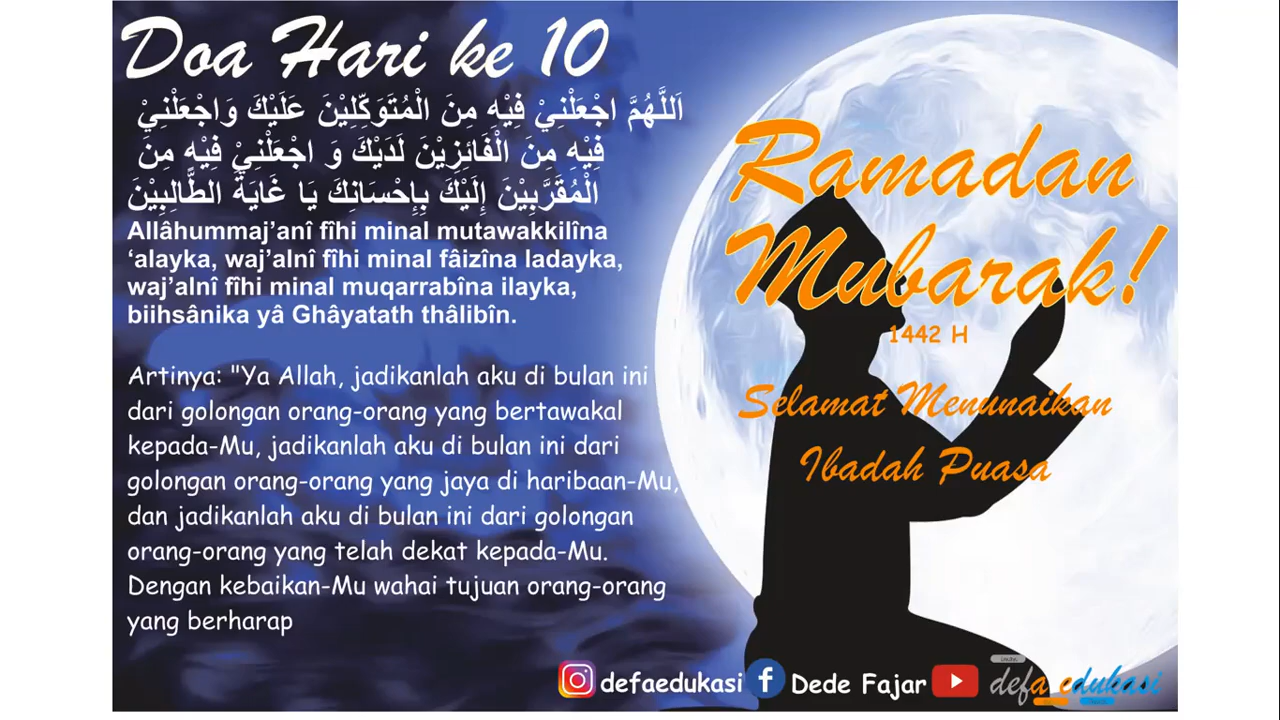 Doa Hari ke 10
اَللَّهُمَّ اجْعَلْنِيْ فِيْهِ مِنَ الْمُتَوَكِّلِيْنَ عَلَيْكَ وَاجْعَلْنِيْ
فِيْهِ مِنَ الْفَائِزِيْنَ لَدَيْكَ وَ اجْعَلْنِيْ فِيْهِ مِنَ
الْمُقَرَّبِيْنَ إِلَيْكَ بِإِحْسَانِكَ يَا غَايَةَ الطَّالِبِيْنَ
Allâhummaj’anî fîhi minal mutawakkilîna
‘alayka, waj’alnî fîhi minal fâizîna ladayka,
waj’alnî fîhi minal muqarrabîna ilayka,
biihsânika yâ Ghâyatath thâlibîn.
Artinya: "Ya Allah, jadikanlah aku di bulan ini
dari golongan orang-orang yang bertawakal
kepada-Mu, jadikanlah aku di bulan ini dari
golongan orang-orang yang jaya di haribaan-Mu,
dan jadikanlah aku di bulan ini dari golongan
orang-orang yang telah dekat kepada-Mu.
Dengan kebaikan-Mu wahai tujuan orang-orang
yang berharap
Ramadan
Mubarak!
1442 H
Selamat Menunaikan
Ibadah Puasa
defaedukasi
Dede Fajar
defa edukasi